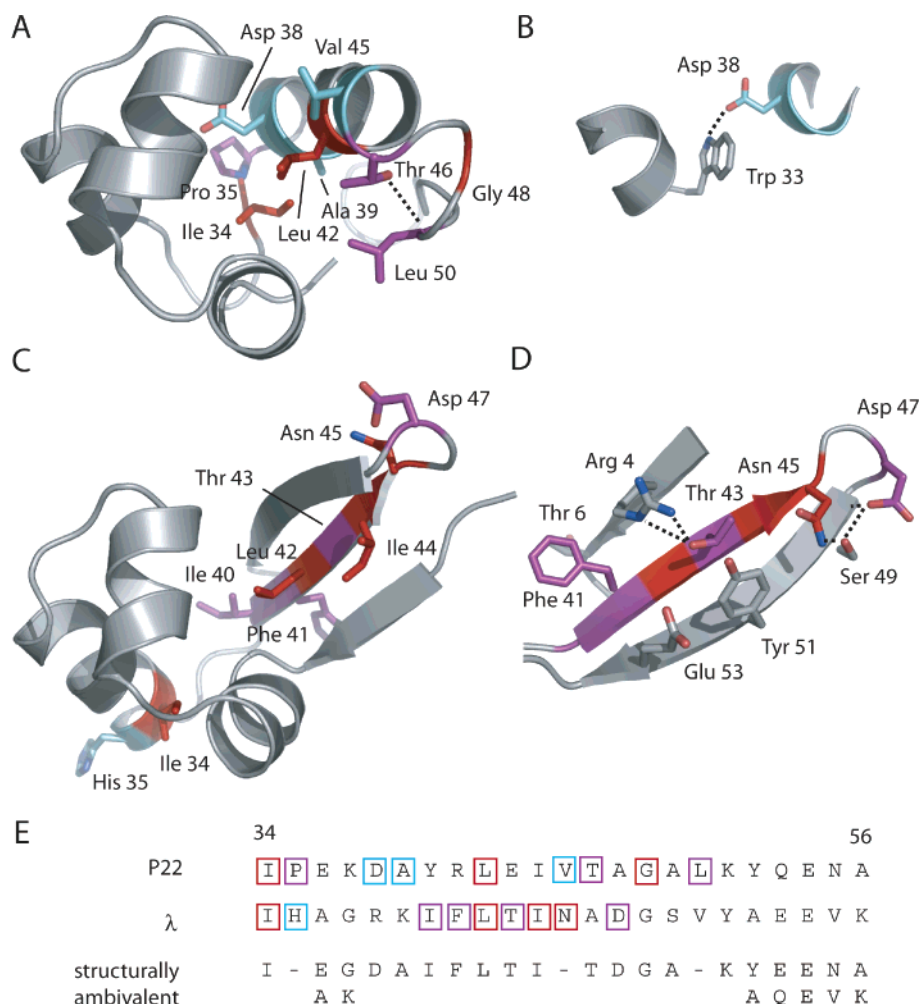 A
Asp 38
Val 45
Pro 35
Ile 34
Leu 42
Ala 39
Thr 46
Gly 48
Leu 50
B
Asp 38
Trp 33
C
Asp 47
Asn 45
Thr 43
Leu 42
Ile 44
Ile 40
Phe 41
Ile 34
His 35
D
Asp 47
Arg 4
Asn 45
Thr 43
Thr 6
Ser 49
Phe 41
Tyr 51
Glu 53
E
34 56
P22 I P E K D A Y R L E I V T A G A L K Y Q E N A
λ I H A G R K I F L T I N A D G S V Y A E E V K
structurally I - E G D A I F L T I - T D G A - K Y E E N A
ambivalent A K A Q E V K